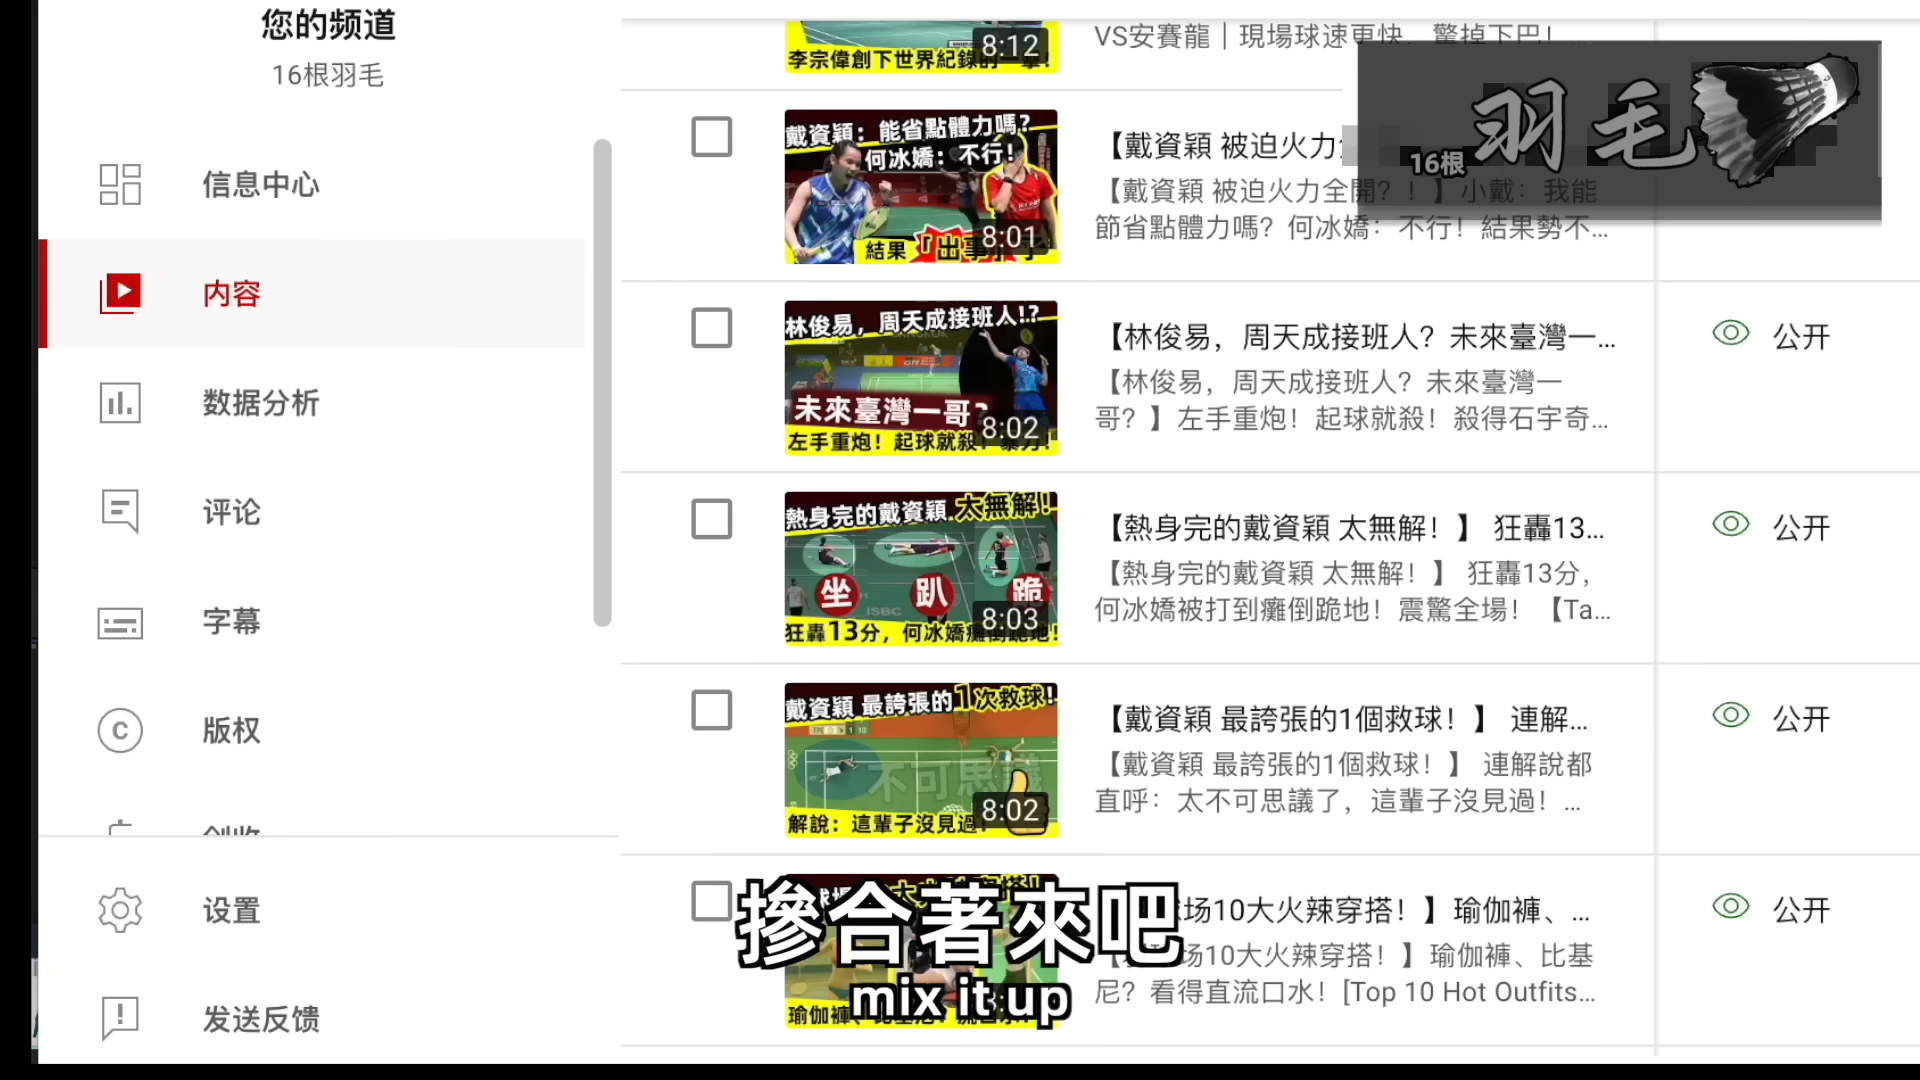 您的频道
16根羽毛
信息中心
内容
数据分析
评论
字幕
版权
创收
设置
发送反馈
李宗偉創下世界紀錄的一拿!
8:12
VS安賽龍｜現場球速更快，驚掉下巴！…
16根羽毛
戴資穎：能省點體力嗎？
何冰嬌：不行！
結果「出事」了
8:01
【戴資穎 被迫火力全
【戴資穎 被迫火力全開？！】小戴：我能
節省點體力嗎？何冰嬌：不行！結果勢不…
林俊易，周天成接班人!?
未來臺灣一哥?
左手重炮！起球就殺！暴力！
8:02
【林俊易，周天成接班人？未來臺灣一…
【林俊易，周天成接班人？未來臺灣一
哥？】左手重炮！起球就殺！殺得石宇奇…
公开
熱身完的戴資穎 太無解！
坐 趴 跪
ISBC
狂轟13分，何冰嬌癱倒跪地！
8:03
【熱身完的戴資穎 太無解！】 狂轟13…
【熱身完的戴資穎 太無解！】 狂轟13分，
何冰嬌被打到癱倒跪地！震驚全場！【Ta…
公开
戴資穎 最誇張的1次救球！
不可思議
解說：這輩子沒見過！
8:02
【戴資穎 最誇張的1個救球！】 連解…
【戴資穎 最誇張的1個救球！】 連解說都
直呼：太不可思議了，這輩子沒見過！…
公开
场10大火辣穿搭！】瑜伽褲、…
场10大火辣穿搭！】瑜伽褲、比基
尼？看得直流口水！[Top 10 Hot Outfits…
公开
摻合著來吧
mix it up